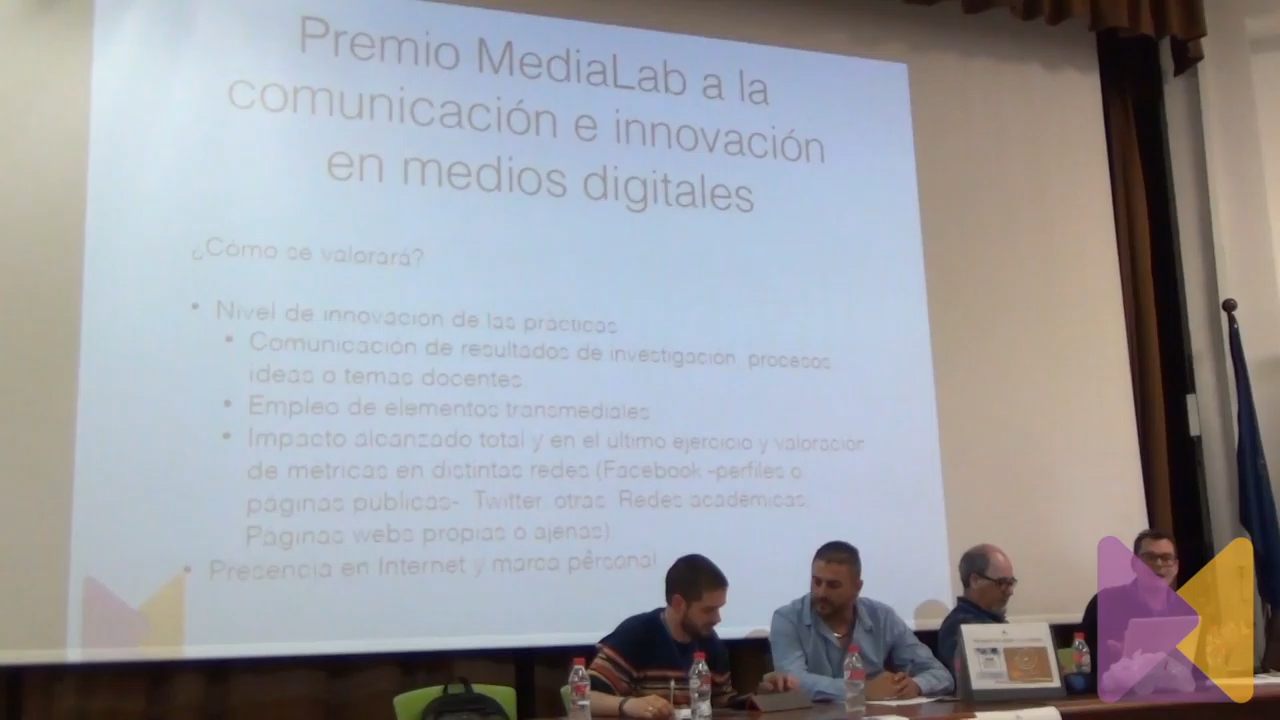 Premio MediaLab a la
comunicación e innovación
en medios digitales
¿Cómo se valorará?
• Nivel de innovación de las prácticas
• Comunicación de resultados de investigación, procesos,
ideas o temas docentes.
• Empleo de elementos transmediales
• Impacto alcanzado total y en el último ejercicio y valoración
de métricas en distintas redes (Facebook -perfiles o
páginas públicas-, Twitter, otras, Redes académicas,
Páginas webs propias o ajenas)
• Presencia en Internet y marca personal